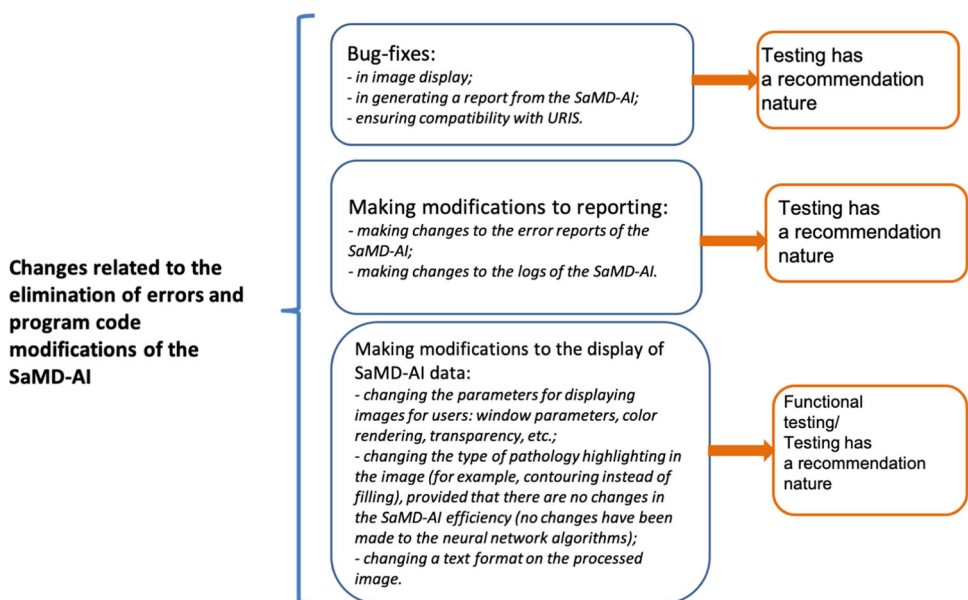 Changes related to the
elimination of errors and
program code
modifications of the
SaMD-AI
Bug-fixes:
- in image display;
- in generating a report from the SaMD-AI;
- ensuring compatibility with URIS.
Testing has
a recommendation
nature
Making modifications to reporting:
- making changes to the error reports of the
SaMD-AI;
- making changes to the logs of the SaMD-AI.
Testing has
a recommendation
nature
Making modifications to the display of
SaMD-AI data:
- changing the parameters for displaying
images for users: window parameters, color
rendering, transparency, etc.;
- changing the type of pathology highlighting in
the image (for example, contouring instead of
filling), provided that there are no changes in
the SaMD-AI efficiency (no changes have been
made to the neural network algorithms);
- changing a text format on the processed
image.
Functional
testing/
Testing has
a recommendation
nature